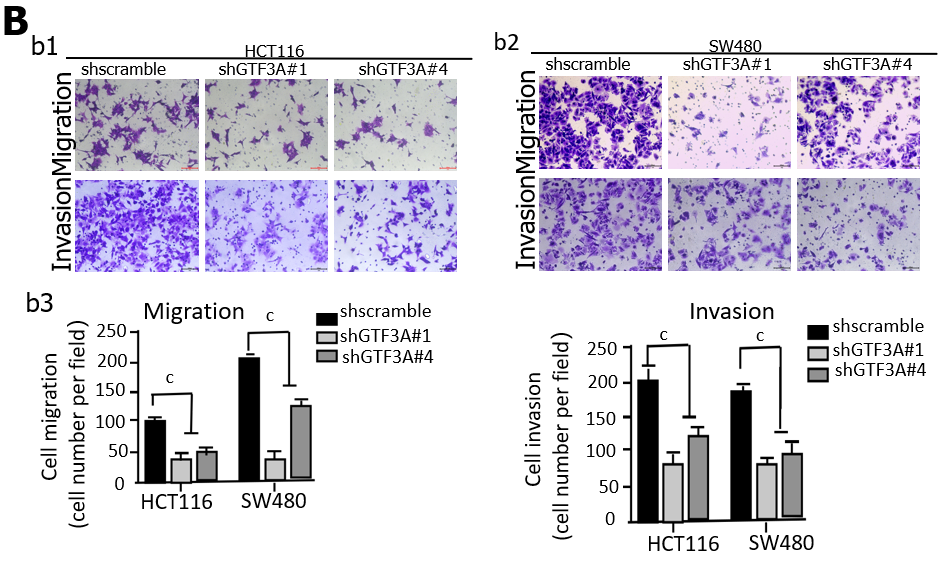 B
b1
HCT116
shscramble shGTF3A#1 shGTF3A#4
Migration
Invasion
b2
SW480
shscramble shGTF3A#1 shGTF3A#4
Migration
Invasion
b3
Migration
shscramble
shGTF3A#1
shGTF3A#4
Cell migration
(cell number per field)
250
200
150
100
50
0
c
c
HCT116 SW480
Invasion
shscramble
shGTF3A#1
shGTF3A#4
Cell invasion
(cell number per field)
250
200
150
100
50
0
c
c
HCT116 SW480